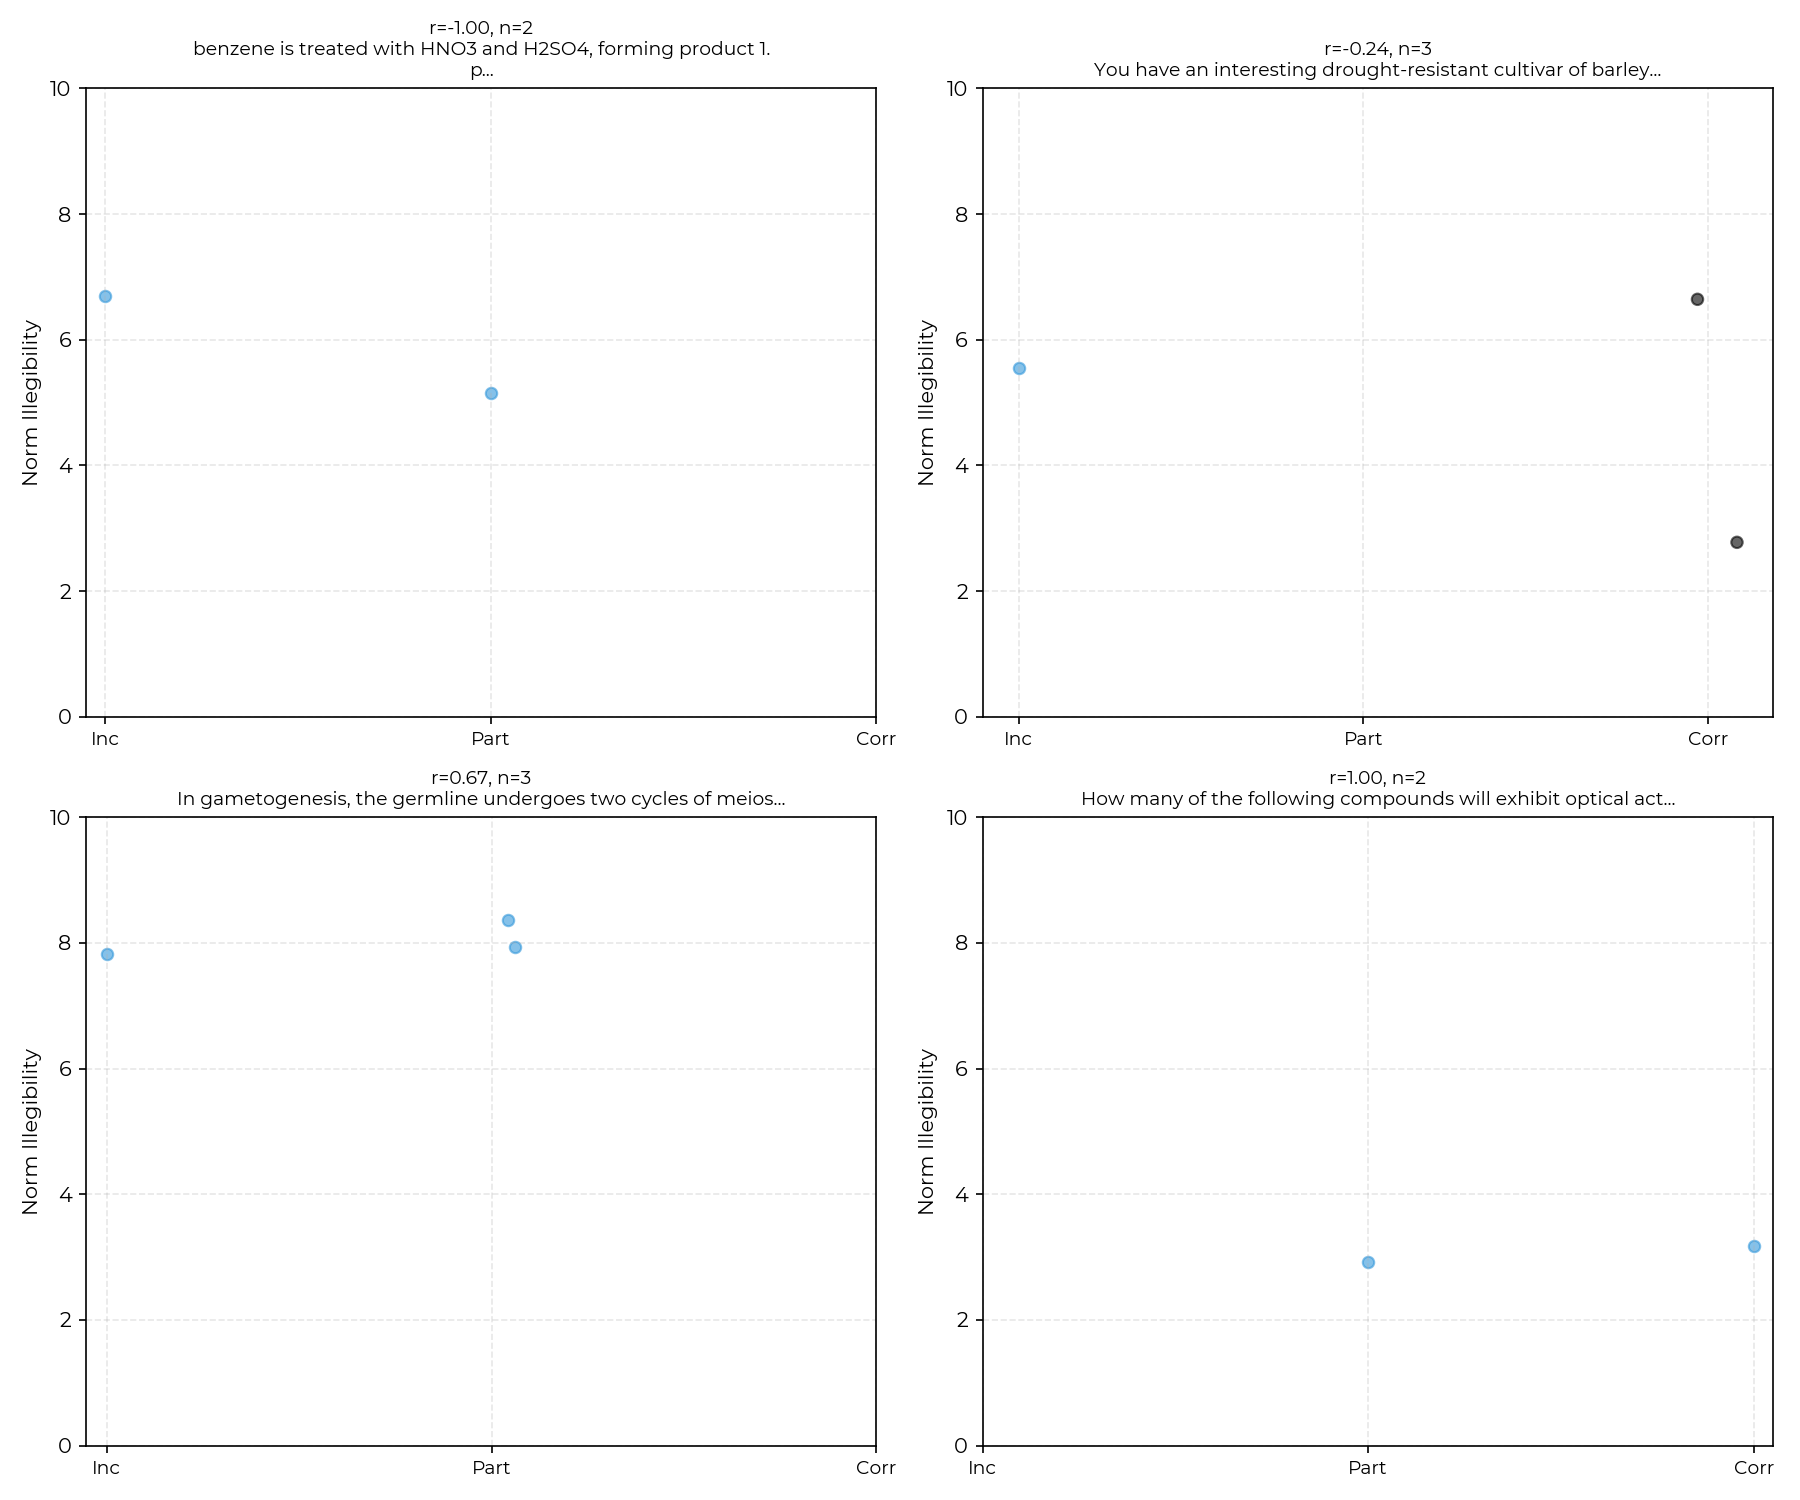 r=-1.00, n=2
benzene is treated with HNO3 and H2SO4, forming product 1.
p...
10
8
6
4
2
0
Norm Illegibility
Inc
Part
Corr
r=-0.24, n=3
You have an interesting drought-resistant cultivar of barley...
10
8
6
4
2
0
Norm Illegibility
Inc
Part
Corr
r=0.67, n=3
In gametogenesis, the germline undergoes two cycles of meios...
10
8
6
4
2
0
Norm Illegibility
Inc
Part
Corr
r=1.00, n=2
How many of the following compounds will exhibit optical act...
10
8
6
4
2
0
Norm Illegibility
Inc
Part
Corr